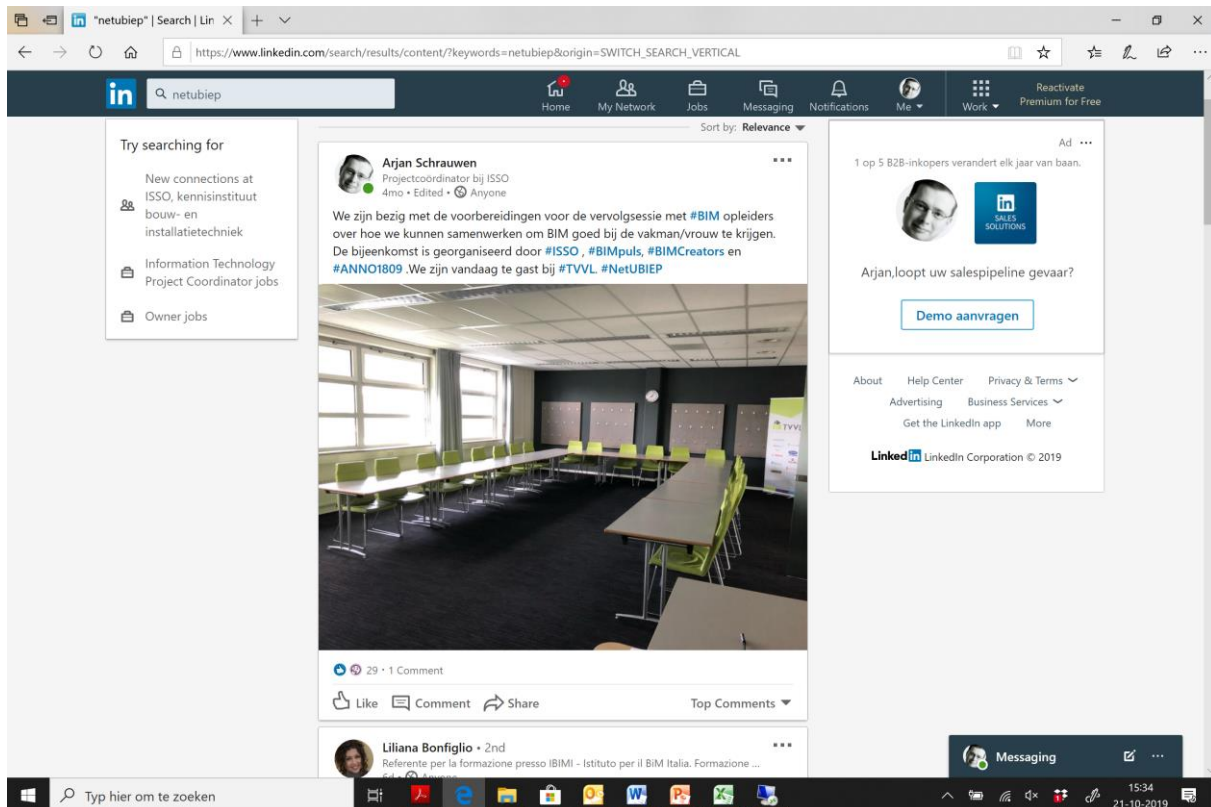 "netubiep" | Search | Lin
https://www.linkedin.com/search/results/content/?keywords=netubiep&origin=SWITCH_SEARCH_VERTICAL
in
netubiep
Home
My Network
Jobs
Messaging
Notifications
Me
Work
Reactivate
Premium for Free
Try searching for
New connections at
ISSO, kennisinstituut
bouw- en
installatietechniek
Information Technology
Project Coordinator jobs
Owner jobs
Sort by: Relevance
Arjan Schrauwen
Projectcoördinator bij ISSO
4mo • Edited • Anyone
We zijn bezig met de voorbereidingen voor de vervolgsessie met #BIM opleiders
over hoe we kunnen samenwerken om BIM goed bij de vakman/vrouw te krijgen.
De bijeenkomst is georganiseerd door #ISSO , #BIMpuls, #BIMCreators en
#ANNO1809 .We zijn vandaag te gast bij #TVVL. #NetUBIEP
TVVL
29 · 1 Comment
Like Comment Share Top Comments
Liliana Bonfiglio • 2nd
Referente per la formazione presso IBIMI - Istituto per il BiM Italia. Formazione ...
6d • Anyone
Ad
1 op 5 B2B-inkopers verandert elk jaar van baan.
in
SALES
SOLUTIONS
Arjan,loopt uw salespipeline gevaar?
Demo aanvragen
About Help Center Privacy & Terms
Advertising Business Services
Get the LinkedIn app More
Linkedin LinkedIn Corporation © 2019
Messaging
Typ hier om te zoeken
15:34
21-10-2019